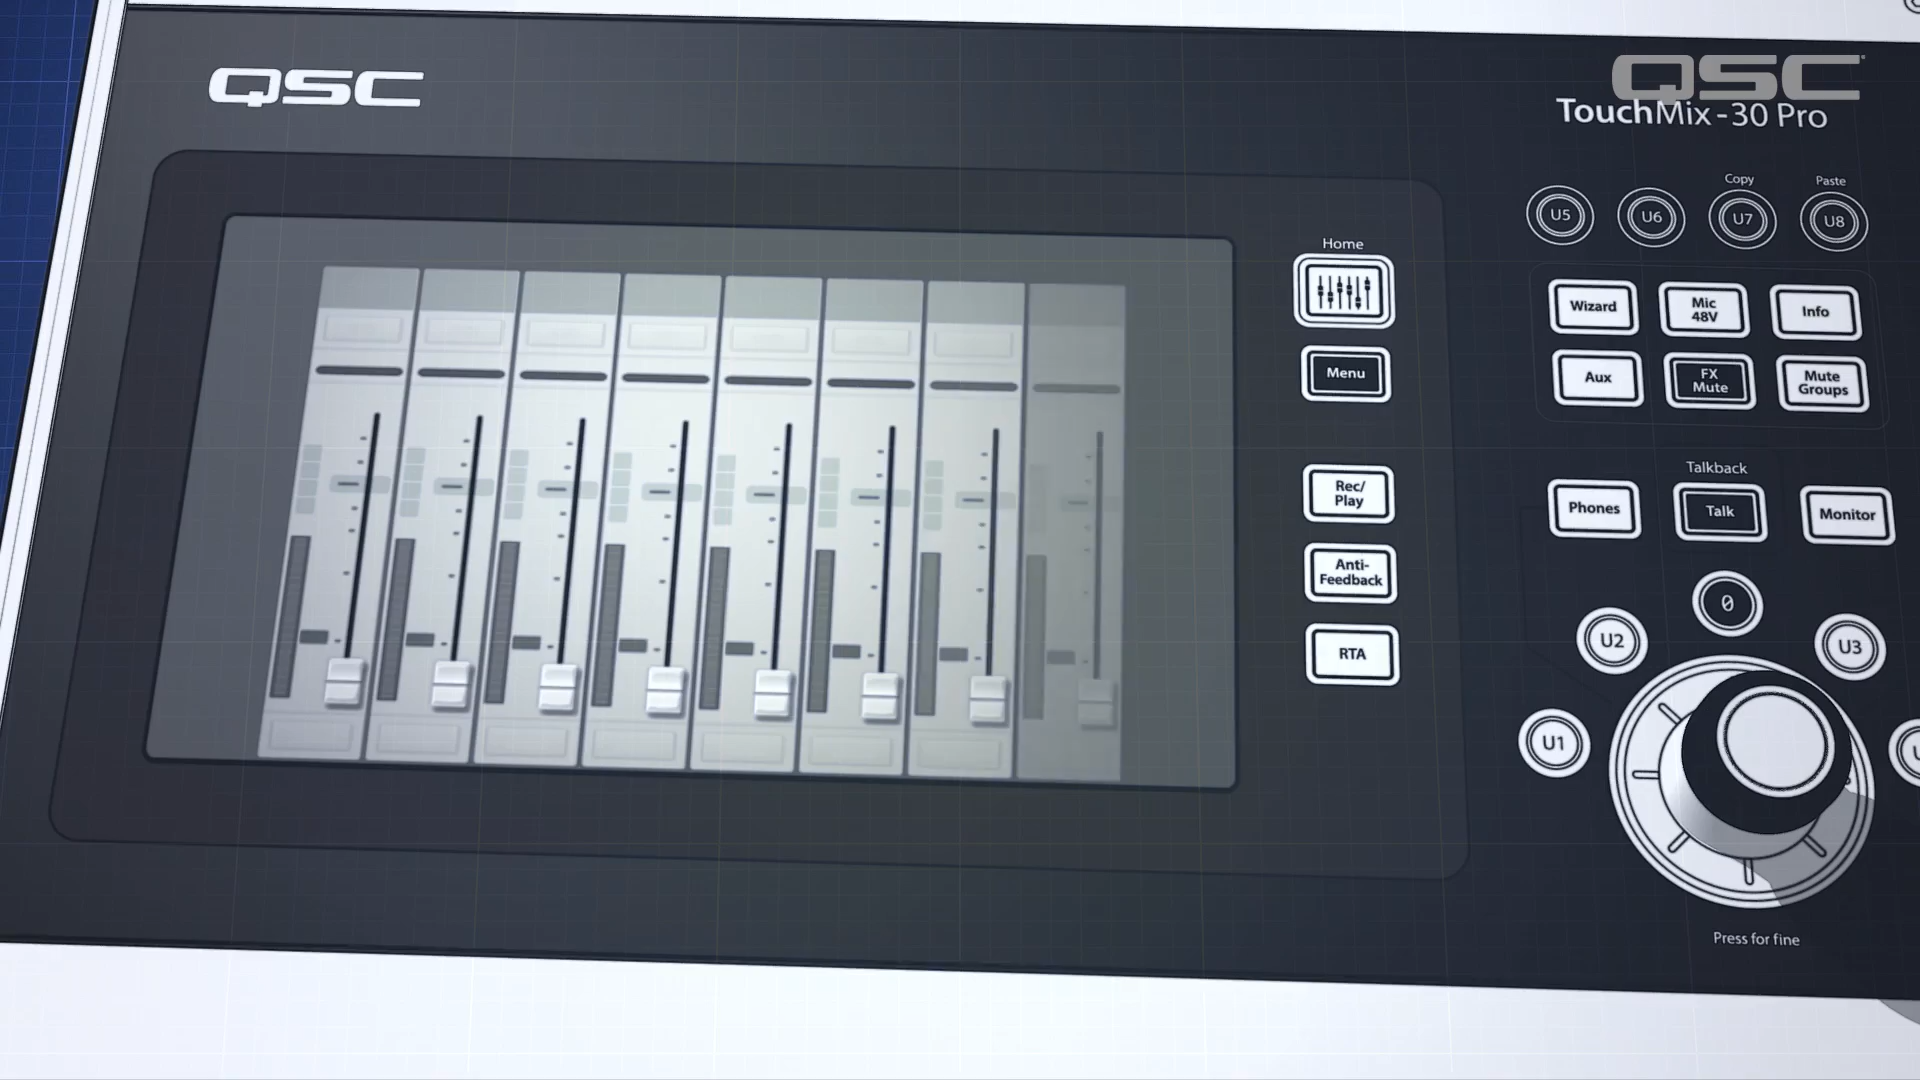 QSC
QSC
TouchMix-30 Pro
Copy
Paste
U5
U6
U7
U8
Home
Wizard
Mic
48V
Info
Menu
Aux
FX
Mute
Mute
Groups
Talkback
Rec/
Play
Phones
Talk
Monitor
Anti-
Feedback
0
U2
U3
RTA
U1
Press for fine